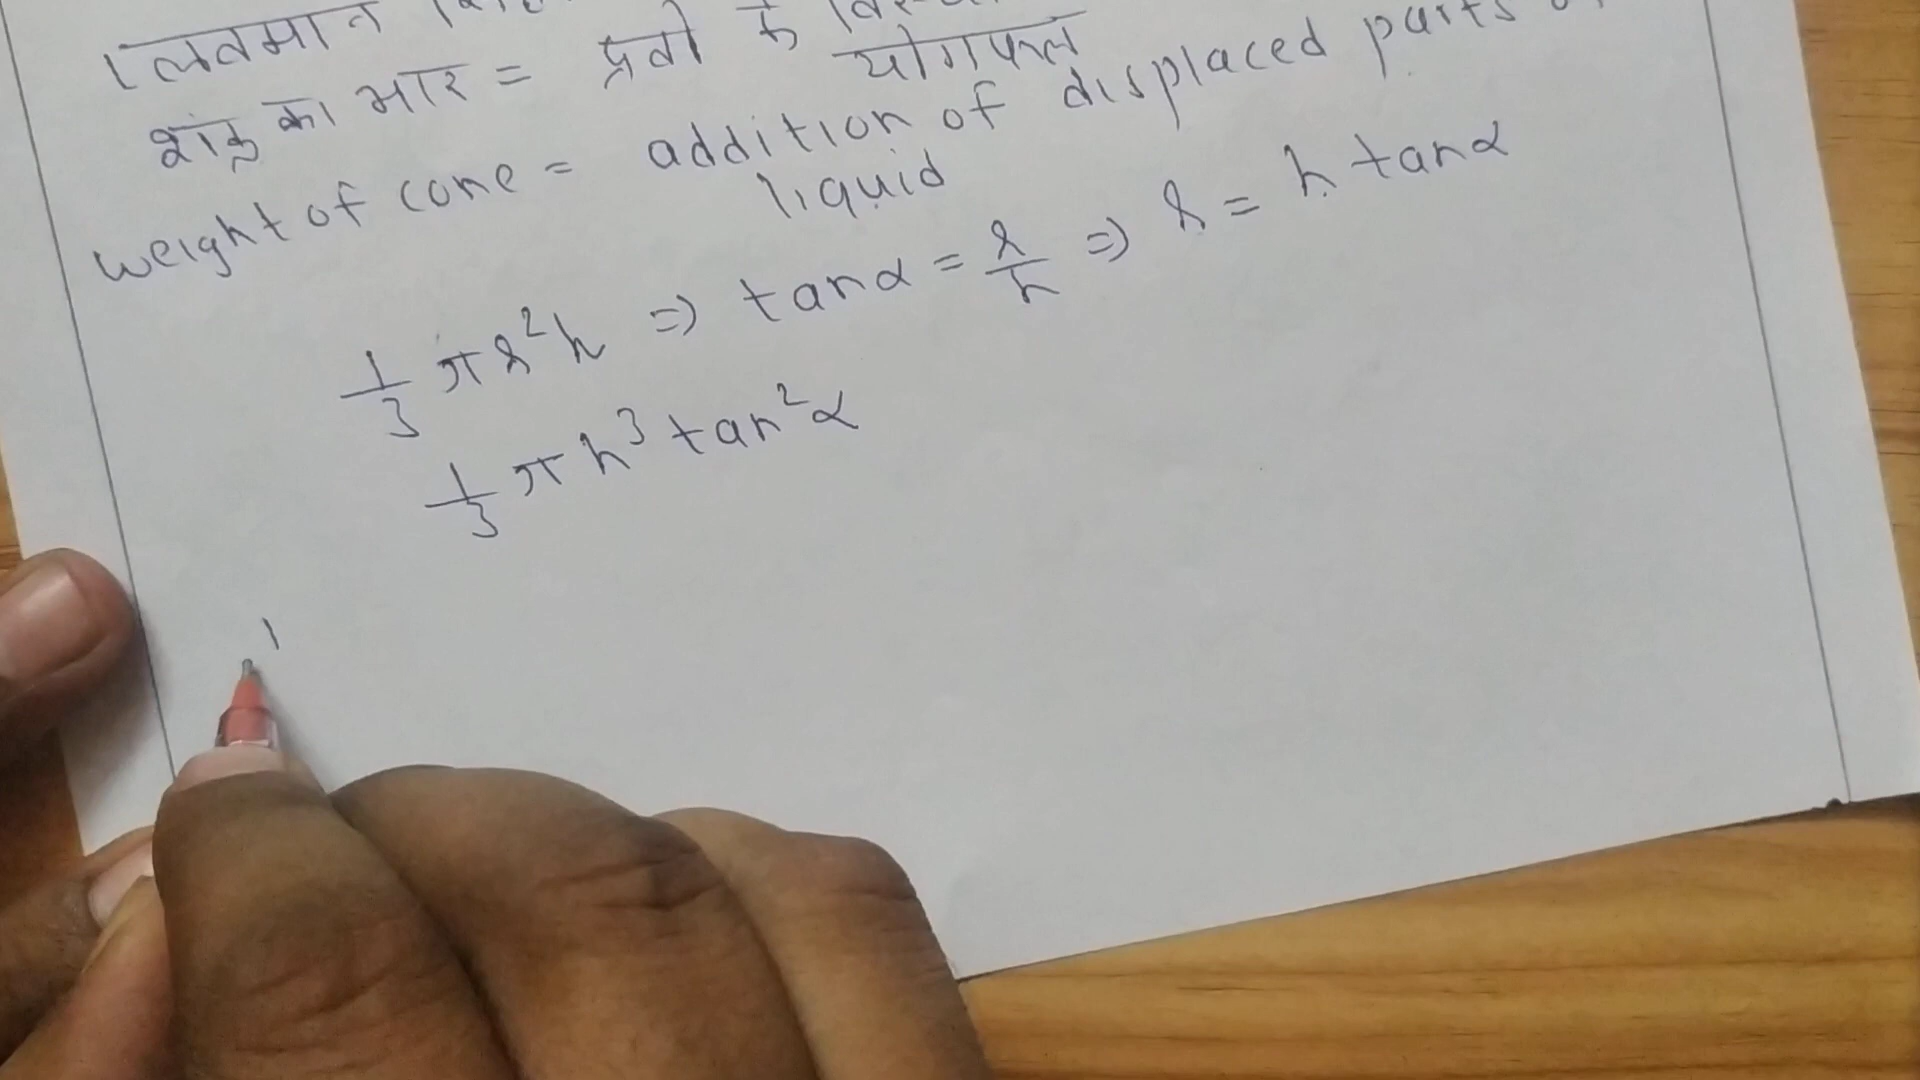 शंकु का भार = द्रवों के
योगफल
weight of cone = addition of displaced parts
liquid
1/3 πr²h ⇒ tanα = r/h ⇒ r = h tanα
1/3 πh³ tan²α